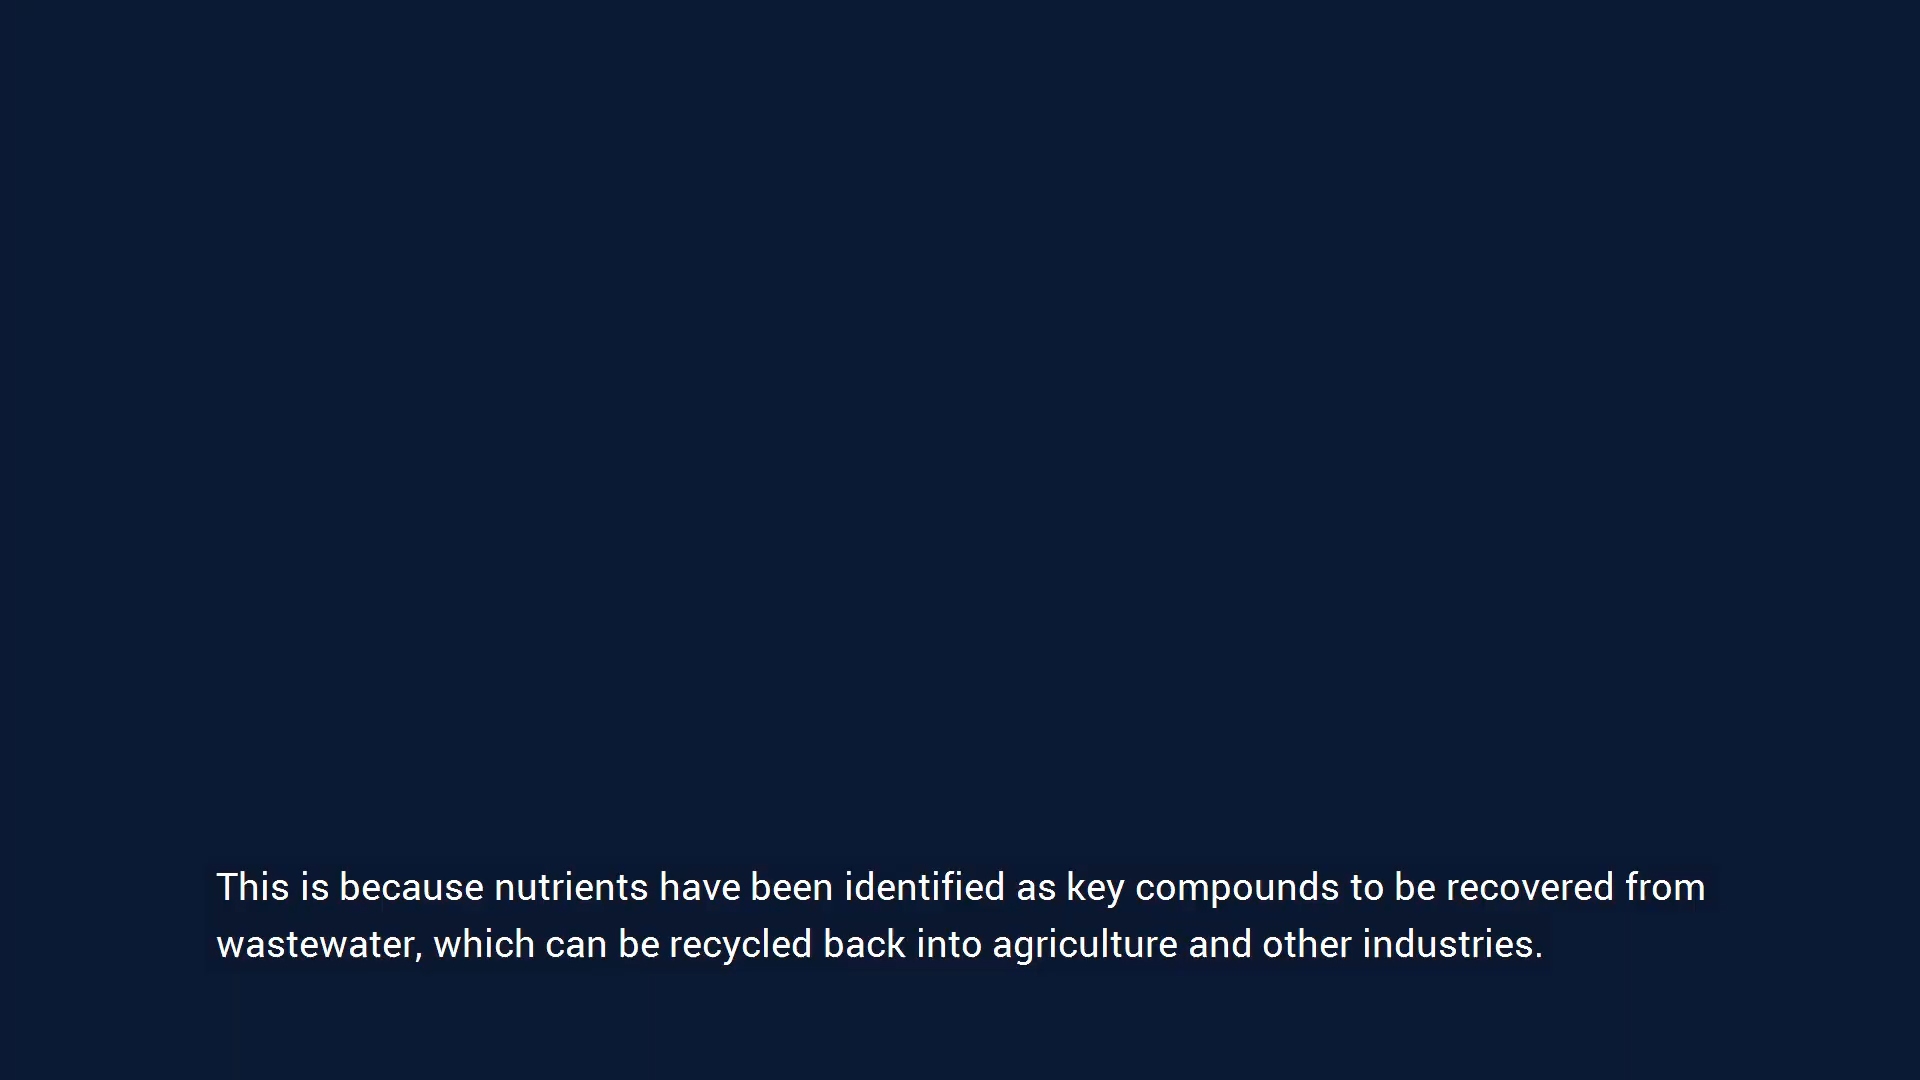 This is because nutrients have been identified as key compounds to be recovered from
wastewater, which can be recycled back into agriculture and other industries.